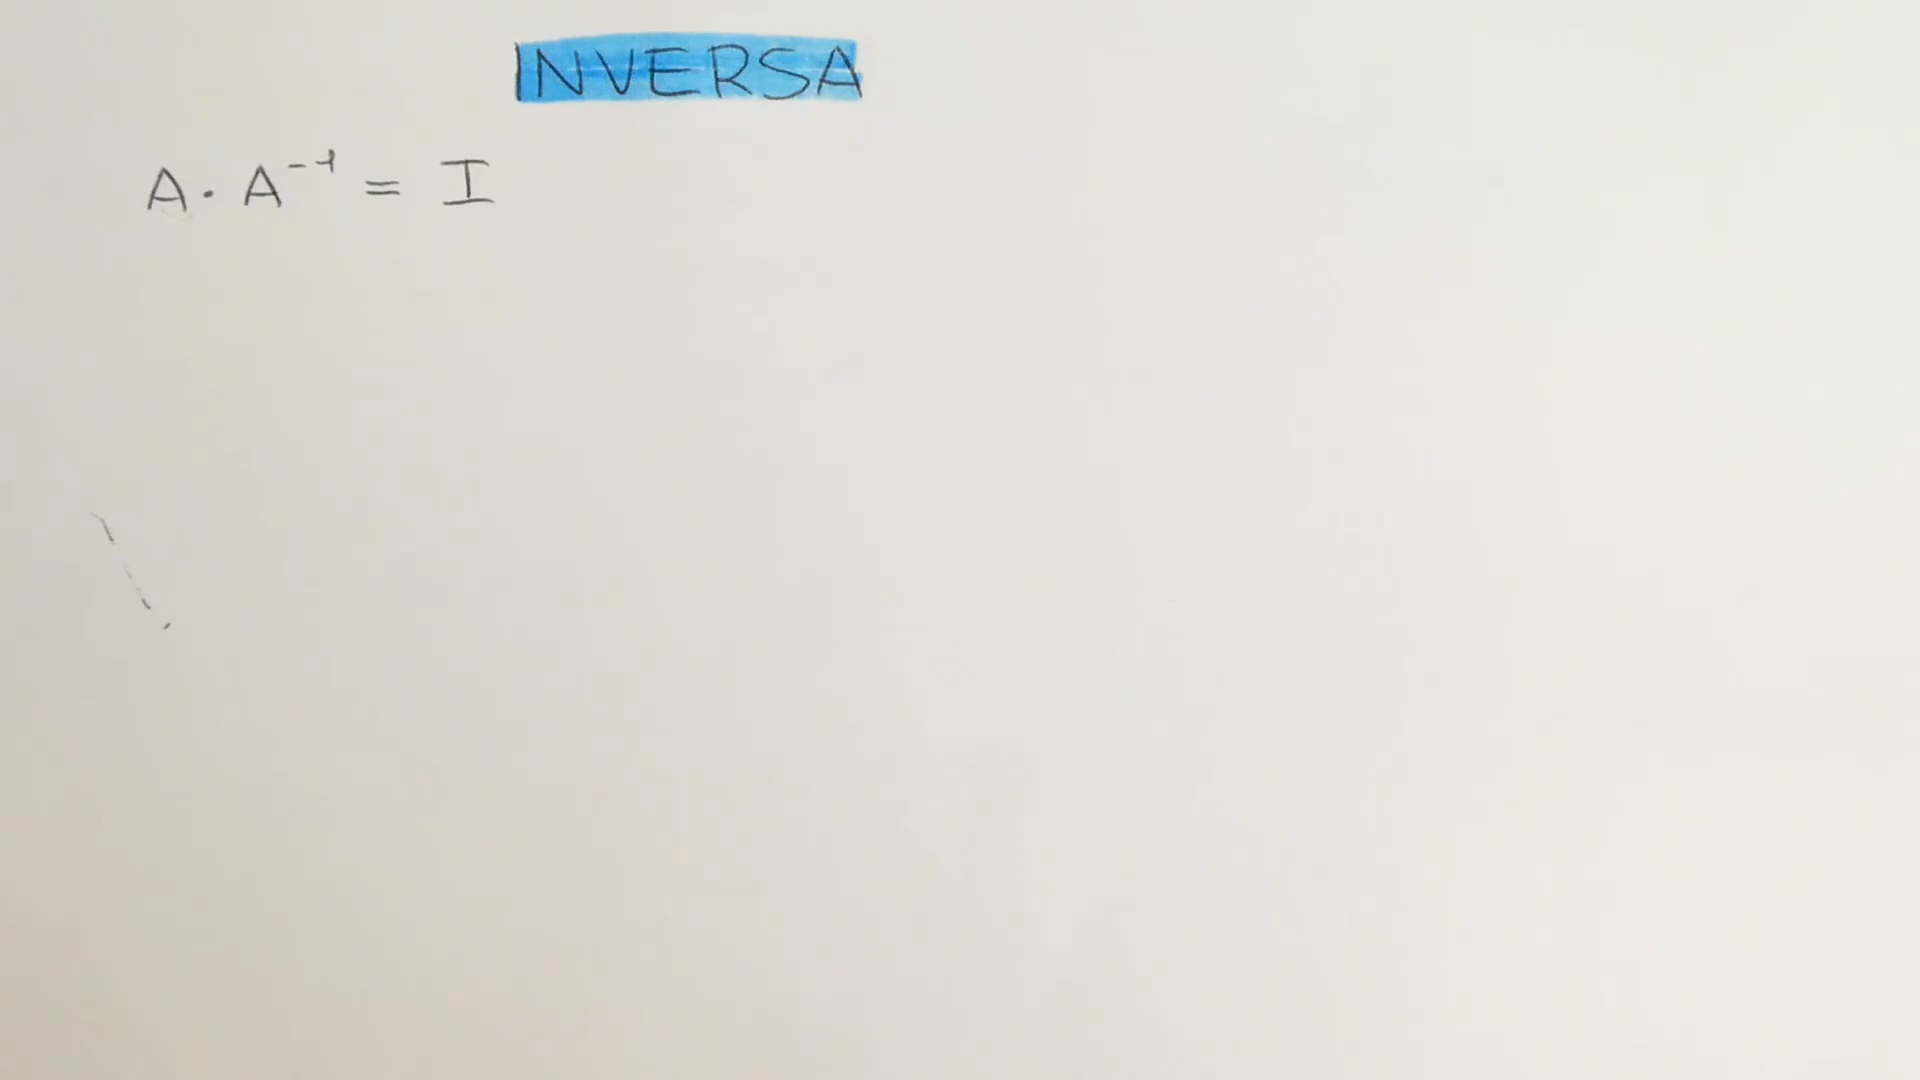 INVERSA
A · A⁻¹ = I